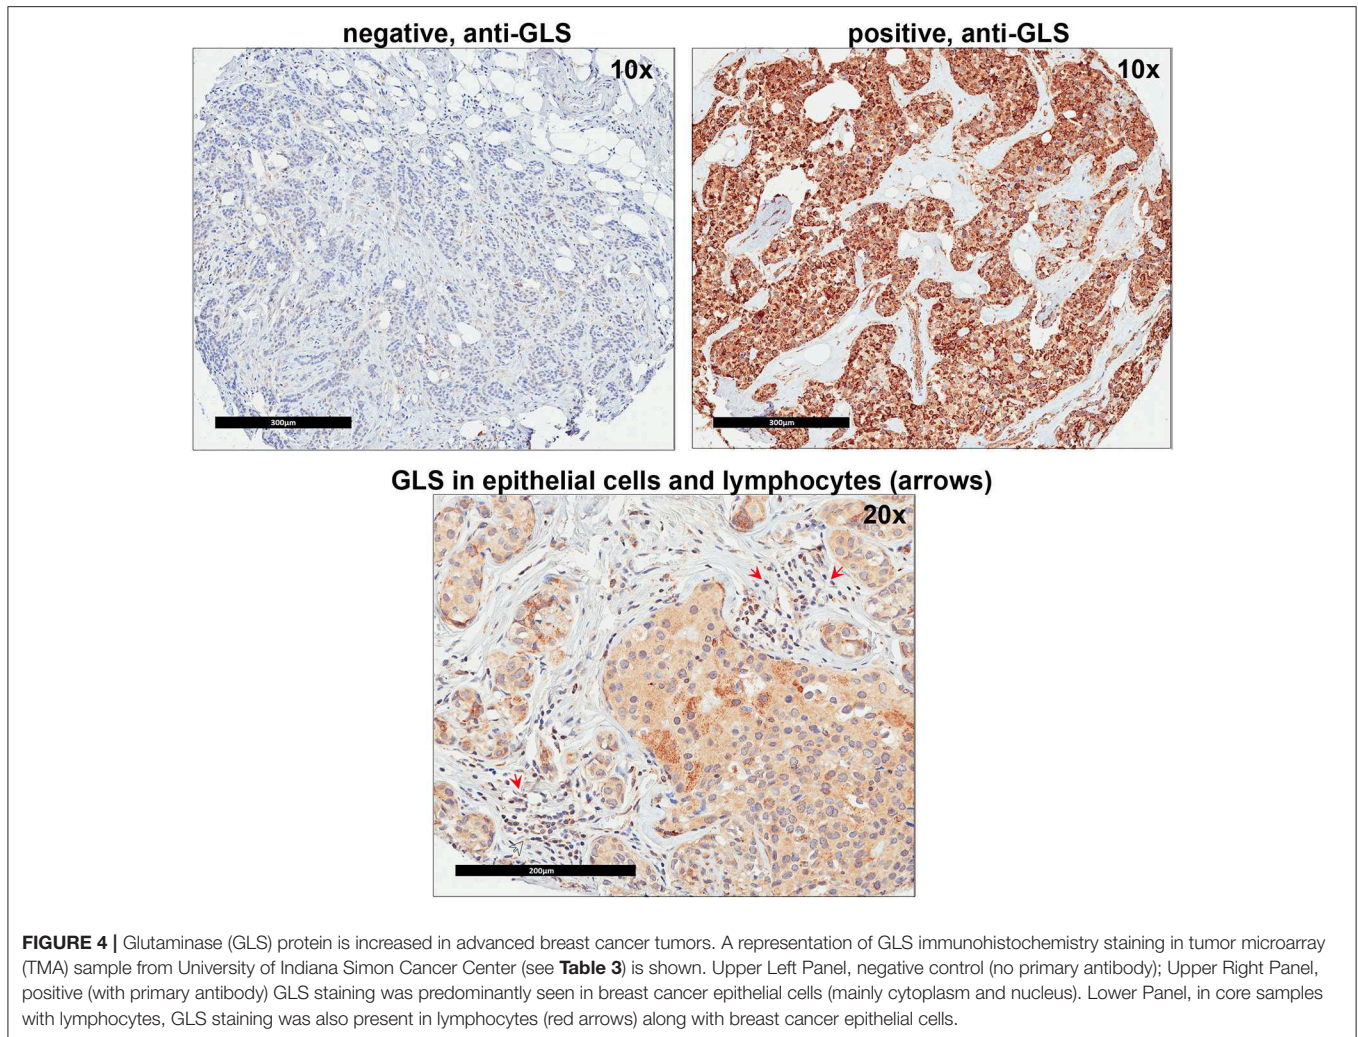 negative, anti-GLS
positive, anti-GLS
10x
10x
300µm
300µm
GLS in epithelial cells and lymphocytes (arrows)
20x
200µm
FIGURE 4 | Glutaminase (GLS) protein is increased in advanced breast cancer tumors. A representation of GLS immunohistochemistry staining in tumor microarray
(TMA) sample from University of Indiana Simon Cancer Center (see Table 3) is shown. Upper Left Panel, negative control (no primary antibody); Upper Right Panel,
positive (with primary antibody) GLS staining was predominantly seen in breast cancer epithelial cells (mainly cytoplasm and nucleus). Lower Panel, in core samples
with lymphocytes, GLS staining was also present in lymphocytes (red arrows) along with breast cancer epithelial cells.